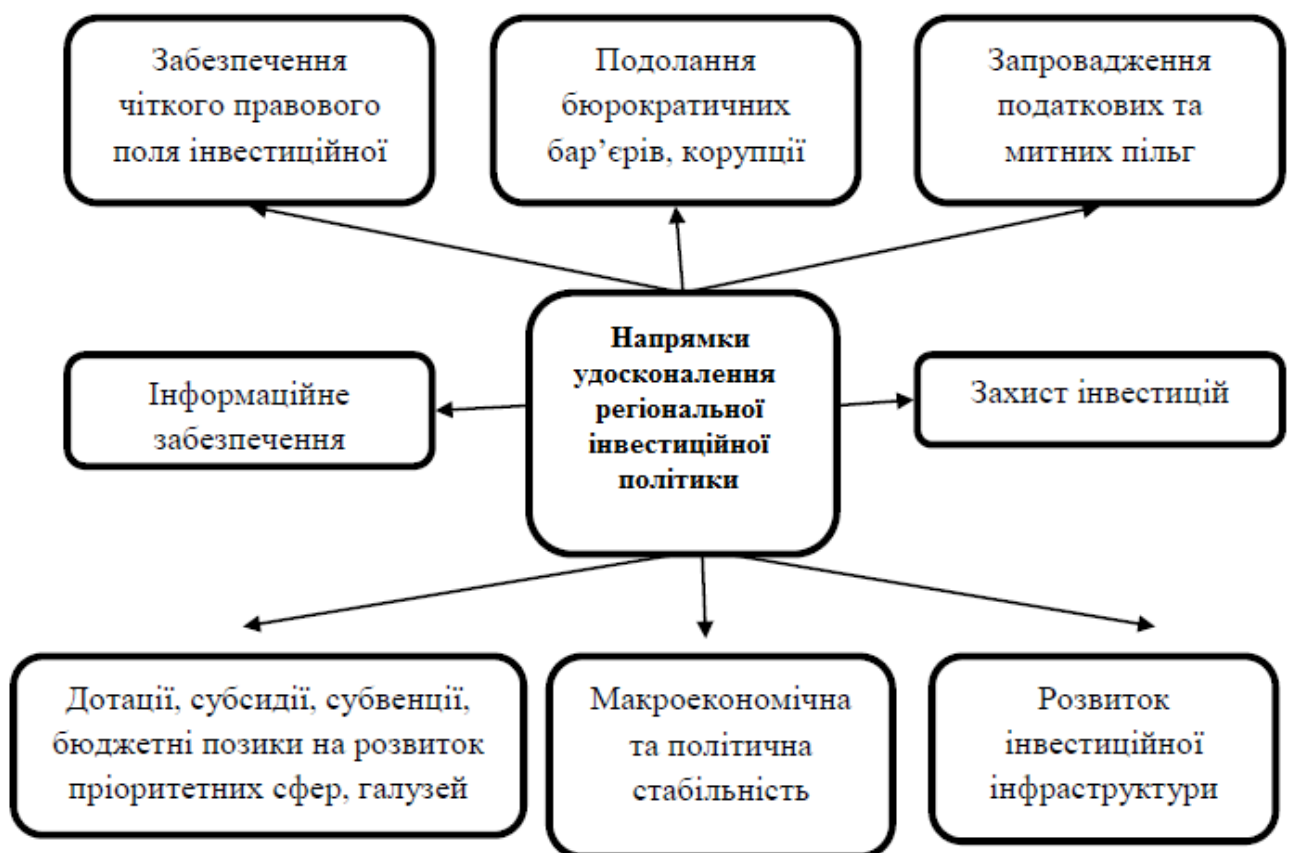 Забезпечення
чіткого правового
поля інвестиційної
Подолання
бюрократичних
бар’єрів, корупції
Запровадження
податкових та
митних пільг
Інформаційне
забезпечення
Напрямки
удосконалення
регіональної
інвестиційної
політики
Захист інвестицій
Дотації, субсидії, субвенції,
бюджетні позики на розвиток
пріоритетних сфер, галузей
Макроекономічна
та політична
стабільність
Розвиток
інвестиційної
інфраструктури